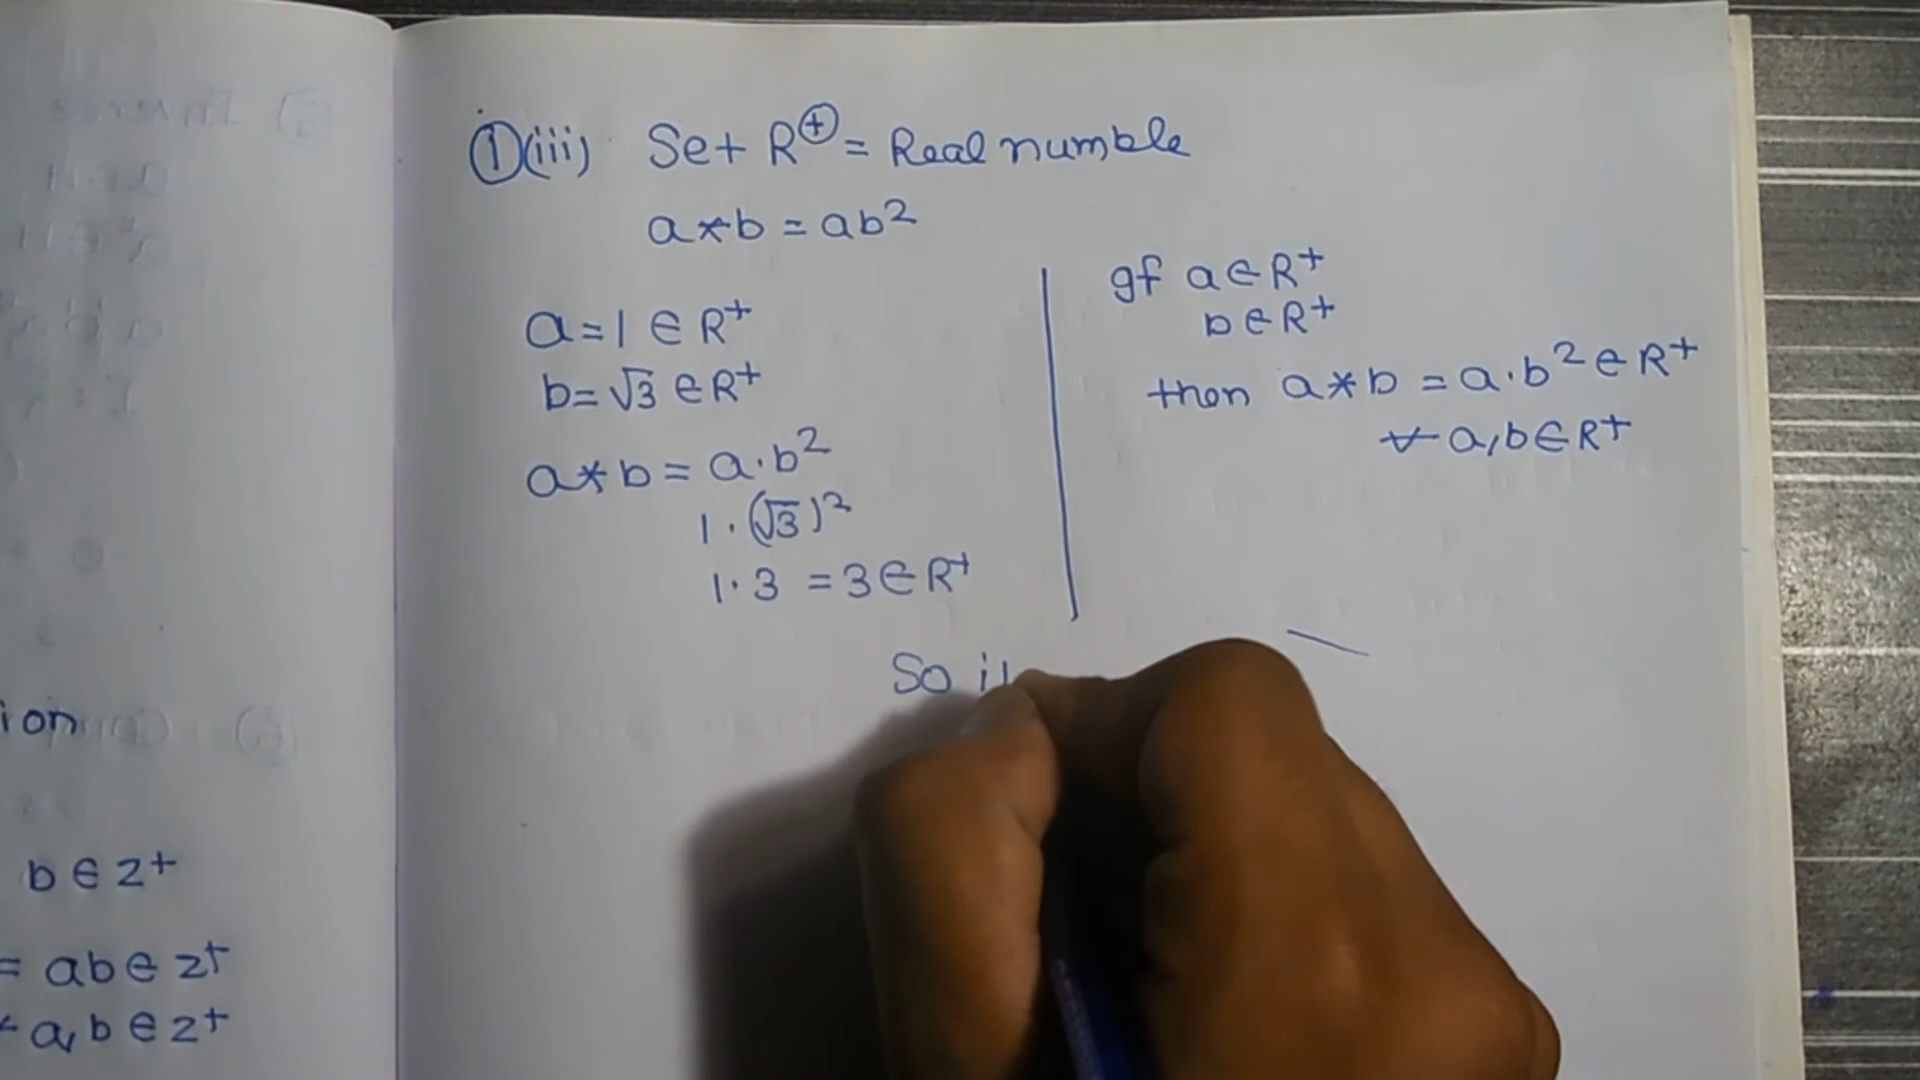 ①(iii) Set R⊕ = Real numble
a*b = ab²
a = 1 ∈ R⁺
b = √3 ∈ R⁺
a*b = a·b²
1·(√3)²
1·3 = 3 ∈ R⁺
gf a ∈ R⁺
b ∈ R⁺
then a*b = a·b² ∈ R⁺
∀ a,b ∈ R⁺
So
ion
b ∈ z⁺
= ab ∈ z⁺
a, b ∈ z⁺